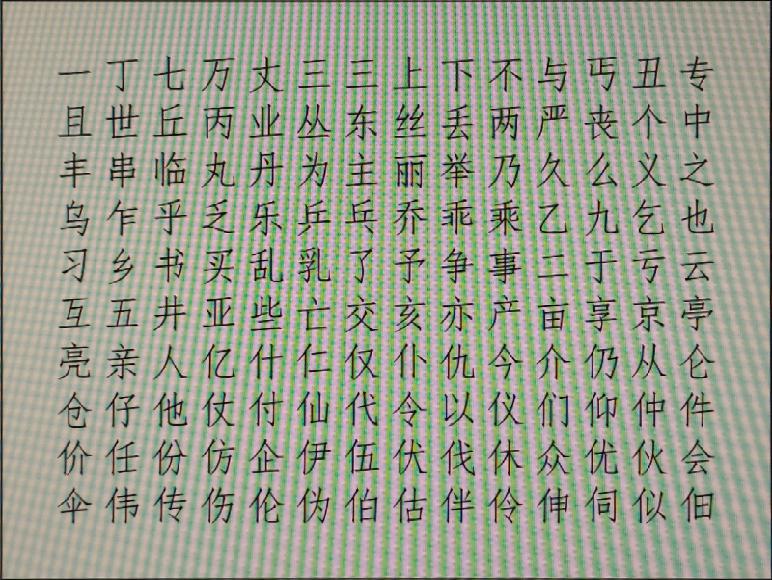 一丁七万丈三三上下不与丐丑专
且世丘丙业丛东丝丢两严丧个中
丰串临丸丹为主丽举乃久么义之
乌乍乎乏乐乒乓乔乖乘乙九乞也
习乡书买乱乳了予争事二于亏云
互五井亚些亡交亥亦产亩享京亭
亮亲人亿什仁仅仆仇今介仍从仑
仓仔他仗付仙代令以仪们仰仲件
价任份仿企伊伍伏伐休众优伙会
伞伟传伤伦伪伯估伴伶伸伺似佃